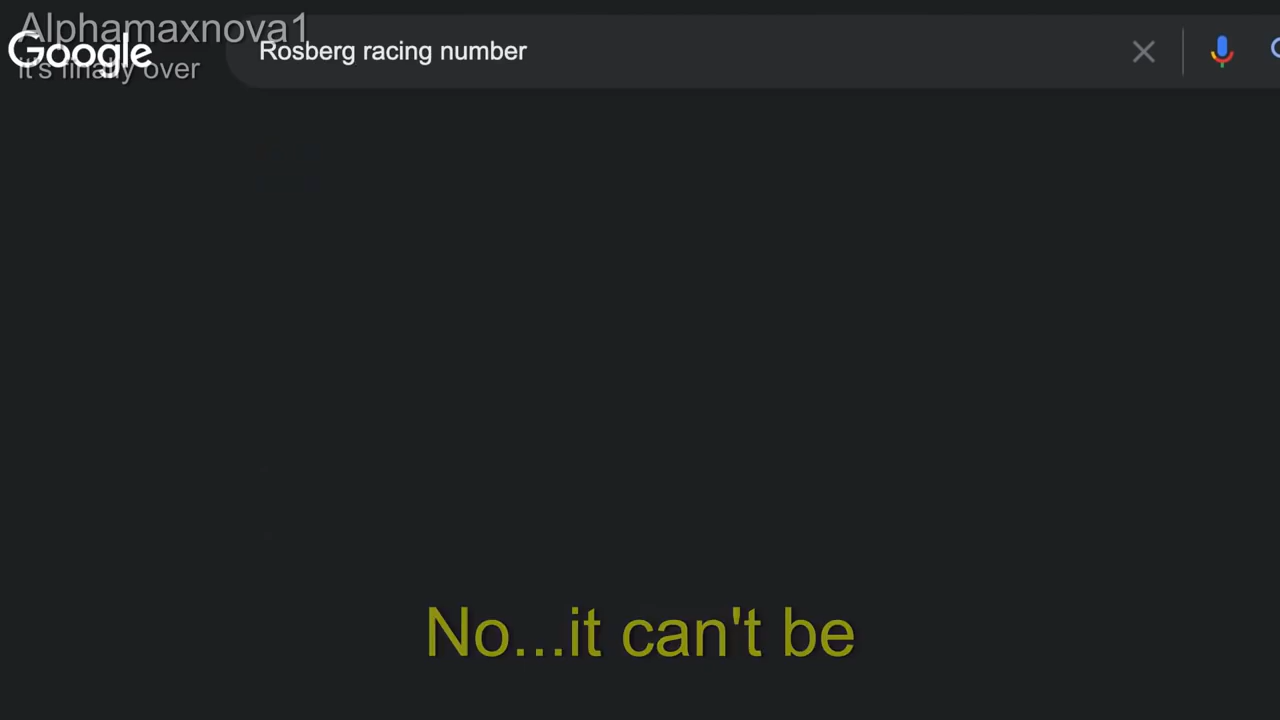 Alphamaxnova1
Google
it's finally over
Rosberg racing number
No...it can't be